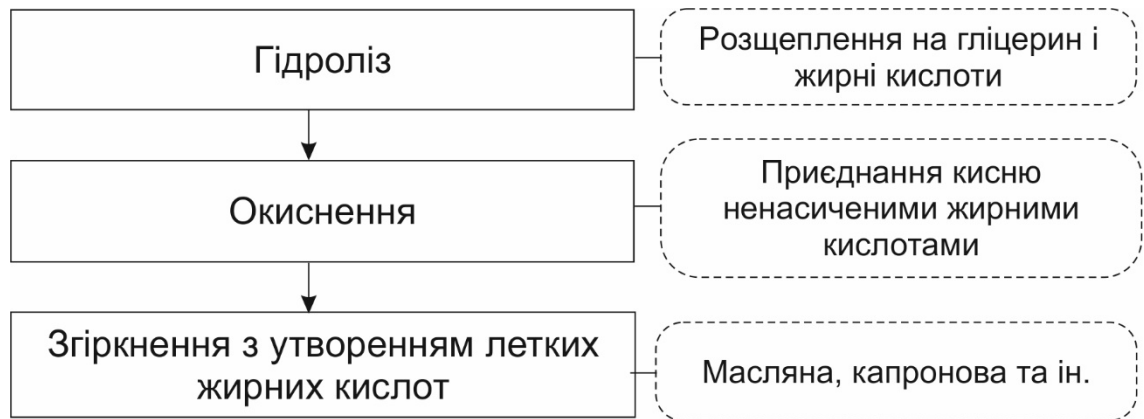 Гідроліз
Розщеплення на гліцерин і
жирні кислоти
Окиснення
Приєднання кисню
ненасиченими жирними
кислотами
Згіркнення з утворенням летких
жирних кислот
Масляна, капронова та ін.